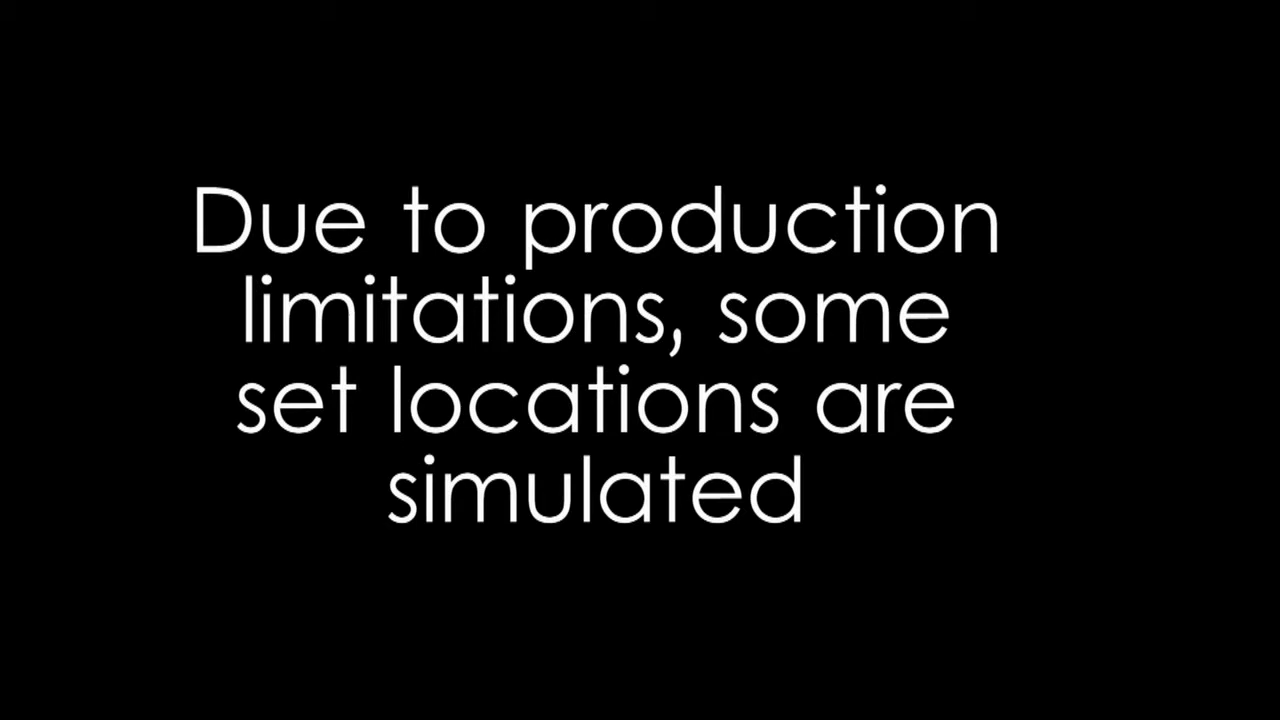 Due to production
limitations, some
set locations are
simulated